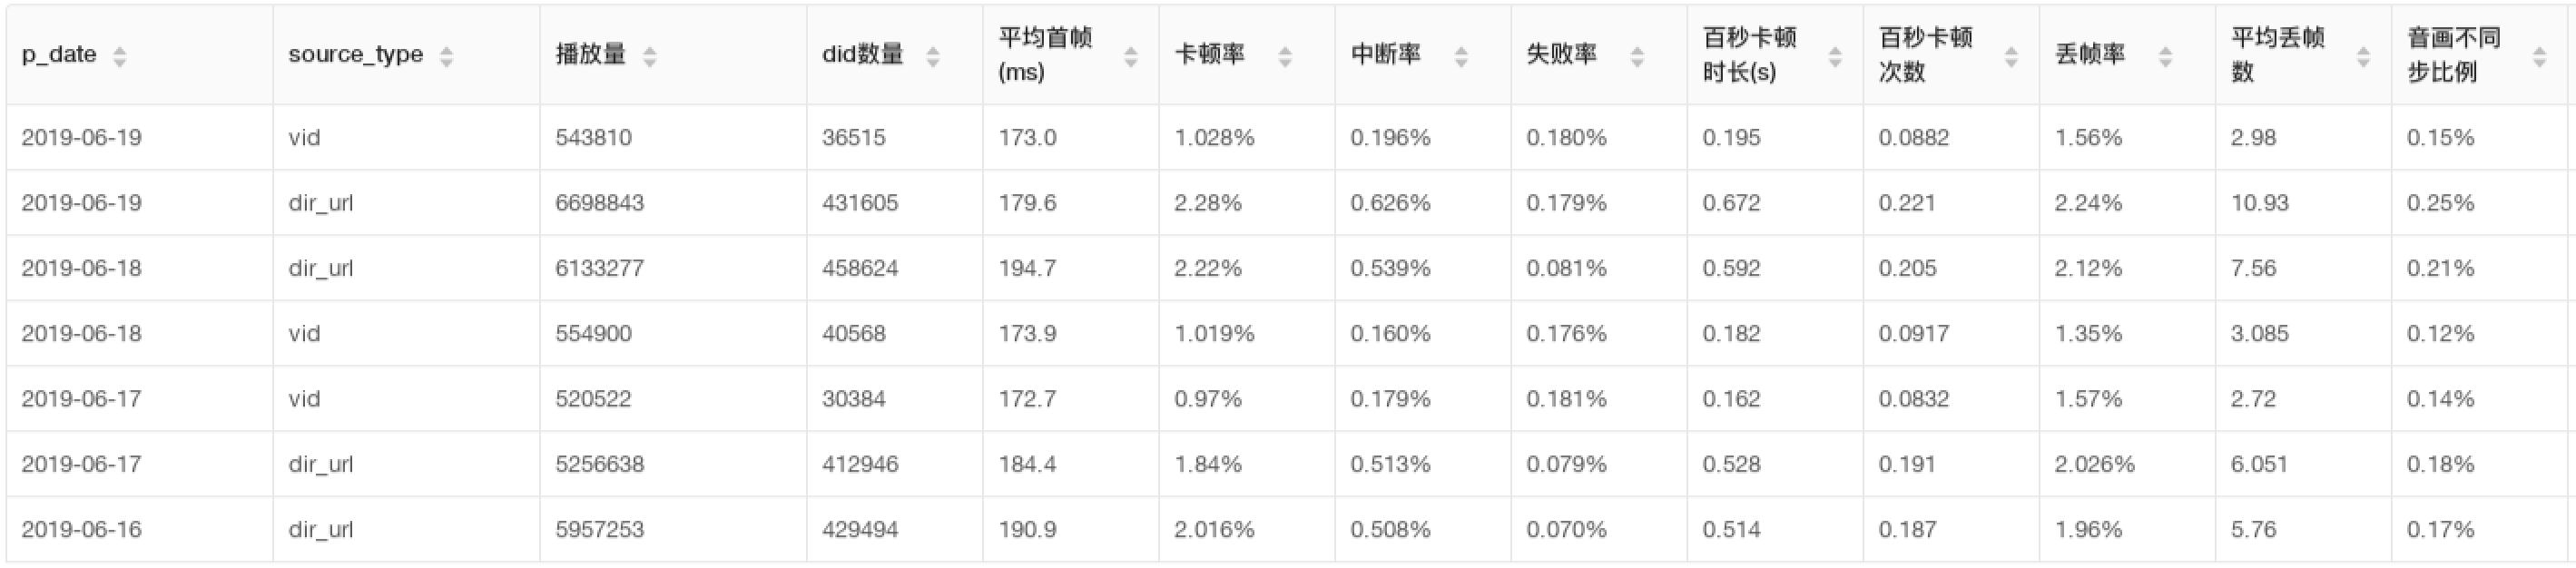 p_date source_type 播放量 did数量 平均首帧(ms) 卡顿率 中断率 失败率 百秒卡顿时长(s) 百秒卡顿次数 丢帧率 平均丢帧数 音画不同步比例
2019-06-19 vid 543810 36515 173.0 1.028% 0.196% 0.180% 0.195 0.0882 1.56% 2.98 0.15%
2019-06-19 dir_url 6698843 431605 179.6 2.28% 0.626% 0.179% 0.672 0.221 2.24% 10.93 0.25%
2019-06-18 dir_url 6133277 458624 194.7 2.22% 0.539% 0.081% 0.592 0.205 2.12% 7.56 0.21%
2019-06-18 vid 554900 40568 173.9 1.019% 0.160% 0.176% 0.182 0.0917 1.35% 3.085 0.12%
2019-06-17 vid 520522 30384 172.7 0.97% 0.179% 0.181% 0.162 0.0832 1.57% 2.72 0.14%
2019-06-17 dir_url 5256638 412946 184.4 1.84% 0.513% 0.079% 0.528 0.191 2.026% 6.051 0.18%
2019-06-16 dir_url 5957253 429494 190.9 2.016% 0.508% 0.070% 0.514 0.187 1.96% 5.76 0.17%